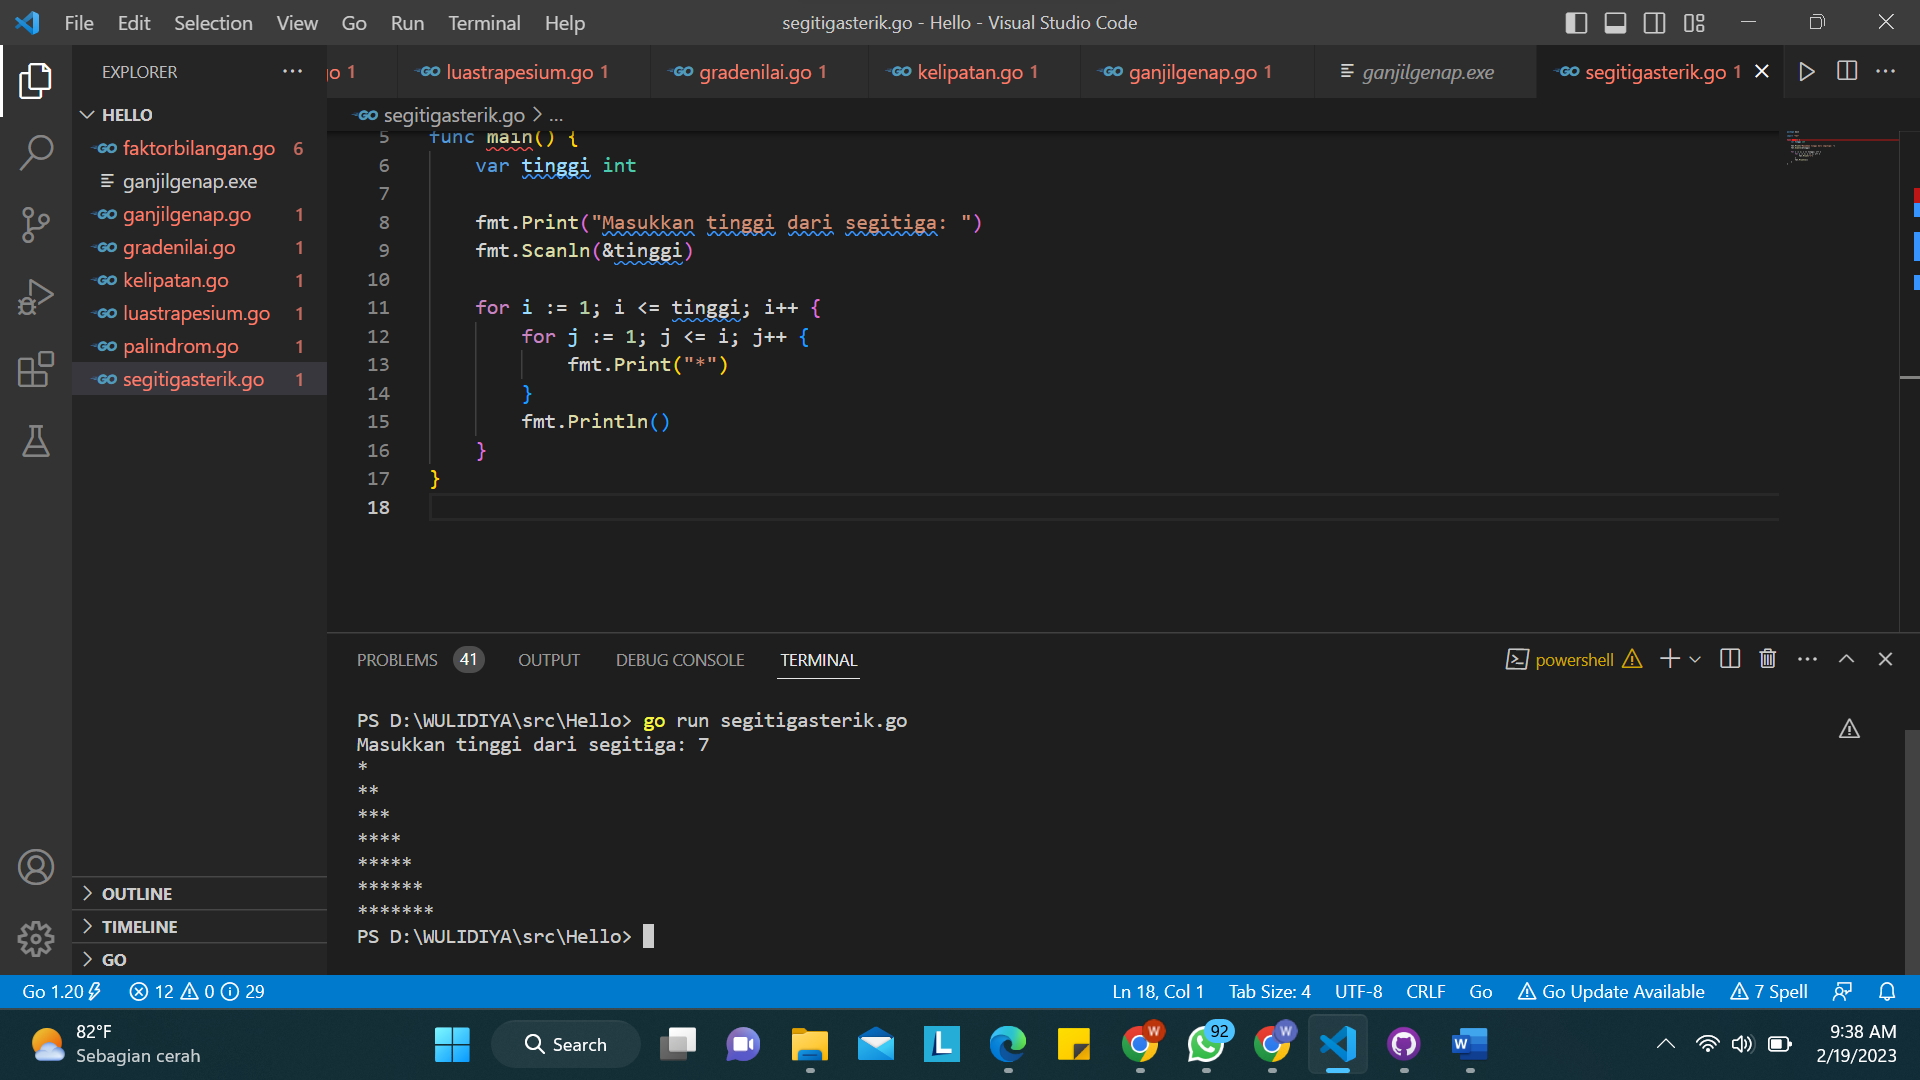 File Edit Selection View Go Run Terminal Help
segitigasterik.go - Hello - Visual Studio Code
EXPLORER
go 1
luastrapesium.go 1
gradenilai.go 1
kelipatan.go 1
ganjilgenap.go 1
ganjilgenap.exe
segitigasterik.go 1
HELLO
faktorbilangan.go 6
ganjilgenap.exe
ganjilgenap.go 1
gradenilai.go 1
kelipatan.go 1
luastrapesium.go 1
palindrom.go 1
segitigasterik.go 1
OUTLINE
TIMELINE
GO
segitigasterik.go > ...
5 func main() {
6 var tinggi int
7
8 fmt.Print("Masukkan tinggi dari segitiga: ")
9 fmt.Scanln(&tinggi)
10
11 for i := 1; i <= tinggi; i++ {
12 for j := 1; j <= i; j++ {
13 fmt.Print("*")
14 }
15 fmt.Println()
16 }
17 }
18
PROBLEMS 41 OUTPUT DEBUG CONSOLE TERMINAL
powershell
PS D:\WULIDIYA\src\Hello> go run segitigasterik.go
Masukkan tinggi dari segitiga: 7
*
**
***
****
*****
******
*******
PS D:\WULIDIYA\src\Hello>
Go 1.20 12 0 29
Ln 18, Col 1 Tab Size: 4 UTF-8 CRLF Go Go Update Available 7 Spell
82°F
Sebagian cerah
Search
L
W
92
W
W
9:38 AM
2/19/2023